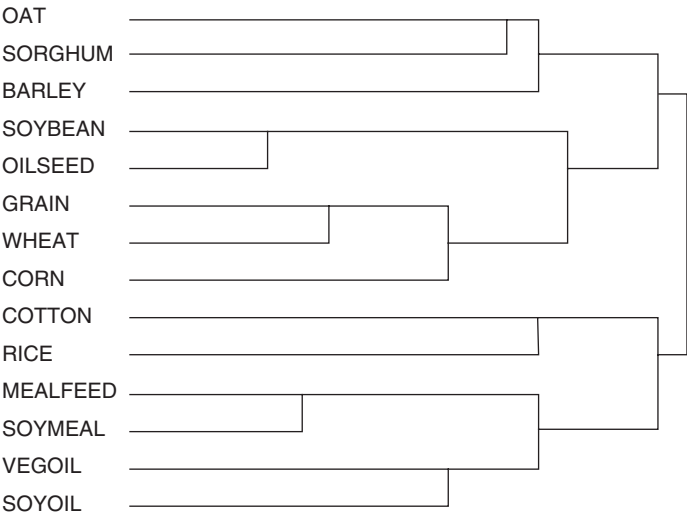 OAT
SORGHUM
BARLEY
SOYBEAN
OILSEED
GRAIN
WHEAT
CORN
COTTON
RICE
MEALFEED
SOYMEAL
VEGOIL
SOYOIL